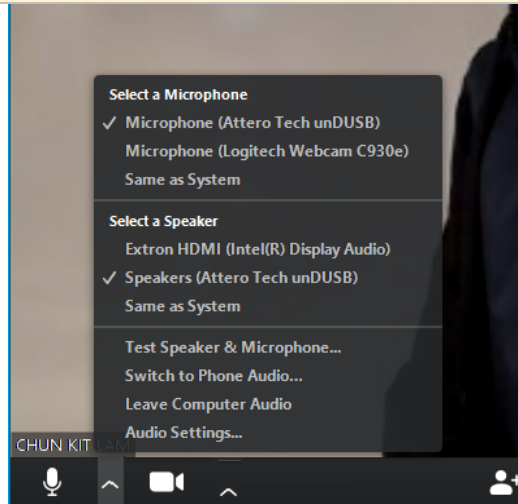 Select a Microphone
✓ Microphone (Attero Tech unDUSB)
Microphone (Logitech Webcam C930e)
Same as System
Select a Speaker
Extron HDMI (Intel(R) Display Audio)
✓ Speakers (Attero Tech unDUSB)
Same as System
Test Speaker & Microphone...
Switch to Phone Audio...
Leave Computer Audio
Audio Settings...
CHUN KIT LAM